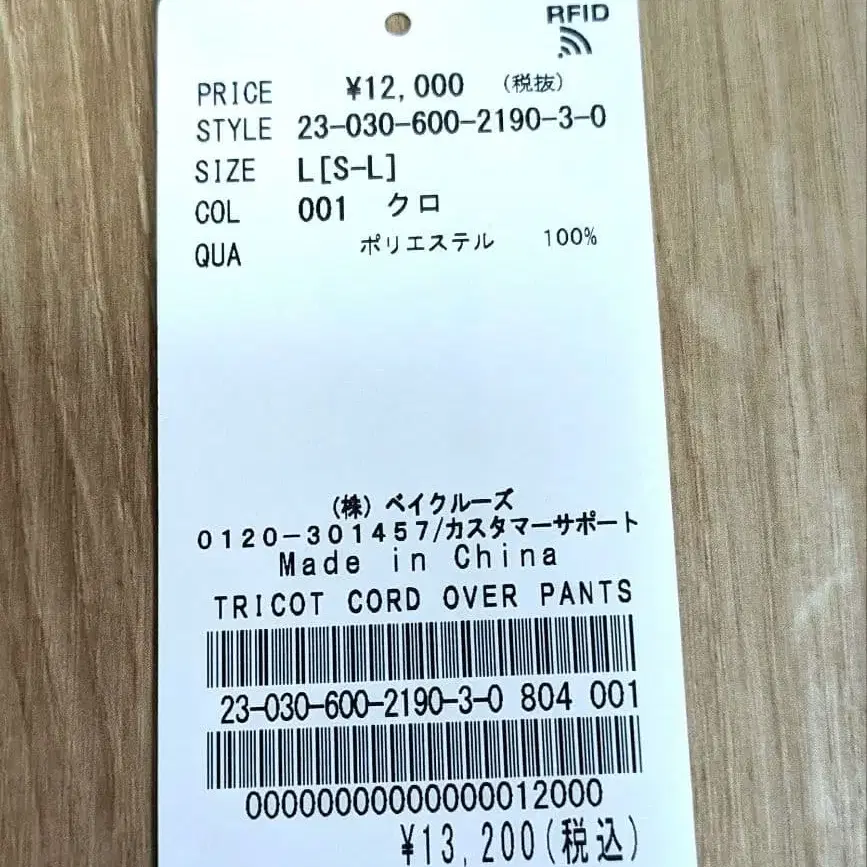 RFID
PRICE ¥12,000 (税抜)
STYLE 23-030-600-2190-3-0
SIZE L[S-L]
COL 001 クロ
QUA ポリエステル 100%
(株) ベイクルーズ
0120-301457/カスタマーサポート
Made in China
TRICOT CORD OVER PANTS
23-030-600-2190-3-0 804 001
00000000000000012000
¥13,200(税込)